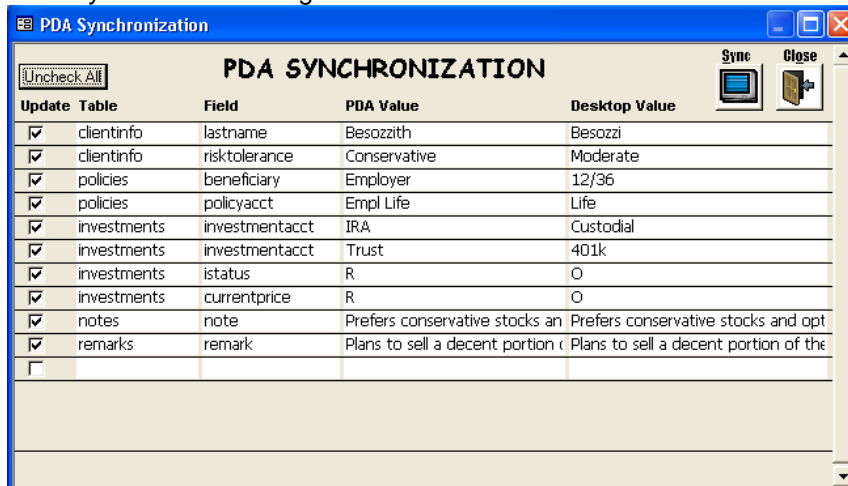 PDA Synchronization
Sync Close
Uncheck All PDA SYNCHRONIZATION
Update Table Field PDA Value Desktop Value
clientinfo lastname Besozzith Besozzi
clientinfo risktolerance Conservative Moderate
policies beneficiary Employer 12/36
policies policyacct Empl Life Life
investments investmentacct IRA Custodial
investments investmentacct Trust 401k
investments istatus R O
investments currentprice R O
notes note Prefers conservative stocks an Prefers conservative stocks and opt
remarks remark Plans to sell a decent portion Plans to sell a decent portion of the